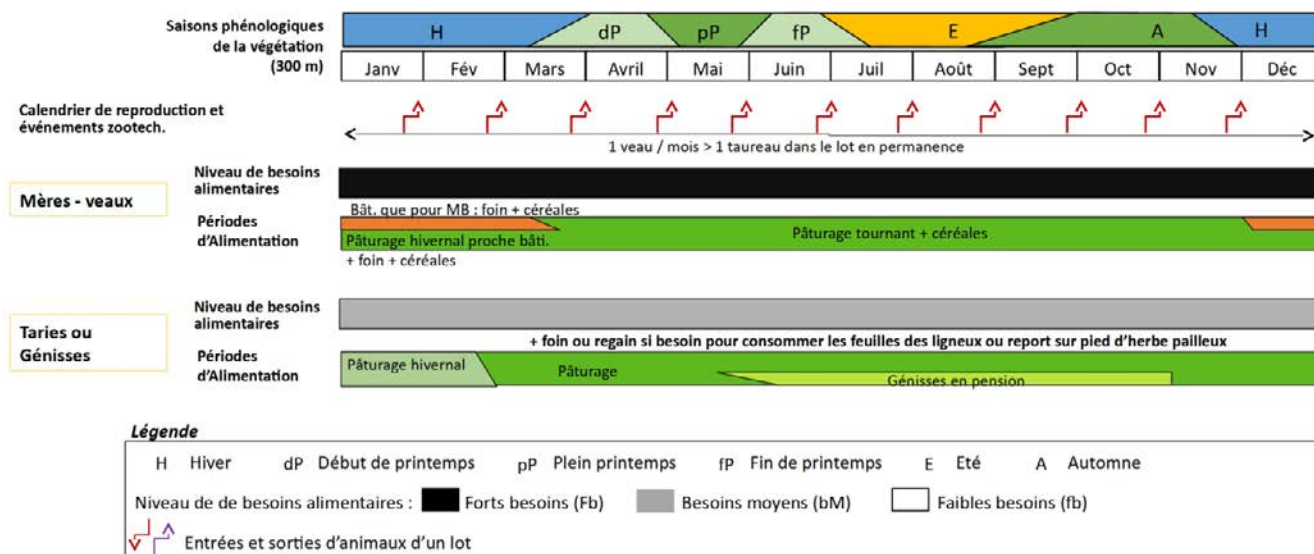 Saisons phénologiques
de la végétation
(300 m)
H dP pP fP E A H
Janv Fév Mars Avril Mai Juin Juil Août Sept Oct Nov Déc
Calendrier de reproduction et
événements zootech.
1 veau / mois > 1 taureau dans le lot en permanence
Mères - veaux
Niveau de besoins
alimentaires
Bât. que pour MB : foin + céréales
Périodes
d'Alimentation
Pâturage hivernal proche bâti.
Pâturage tournant + céréales
+ foin + céréales
Taries ou
Génisses
Niveau de besoins
alimentaires
+ foin ou regain si besoin pour consommer les feuilles des ligneux ou report sur pied d'herbe pailleux
Périodes
d'Alimentation
Pâturage hivernal
Pâturage
Génisses en pension
Légende
H Hiver dP Début de printemps pP Plein printemps fP Fin de printemps E Eté A Automne
Niveau de de besoins alimentaires : Forts besoins (Fb) Besoins moyens (bM) Faibles besoins (fb)
Entrées et sorties d'animaux d'un lot